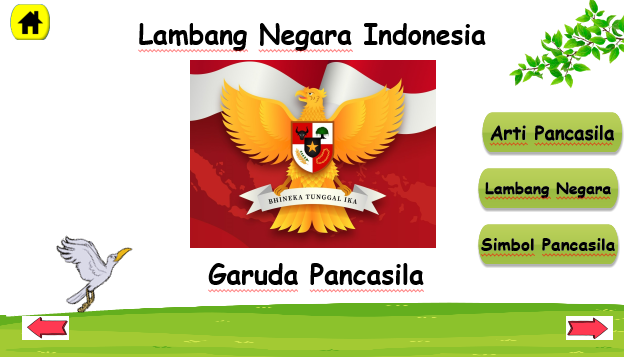 Lambang Negara Indonesia
BHINEKA TUNGGAL IKA
Garuda Pancasila
Arti Pancasila
Lambang Negara
Simbol Pancasila